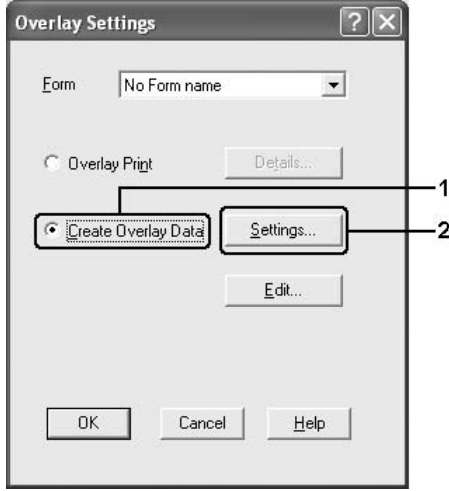 Overlay Settings
Form No Form name
Overlay Print Details...
1
Create Overlay Data Settings...
2
Edit...
OK Cancel Help